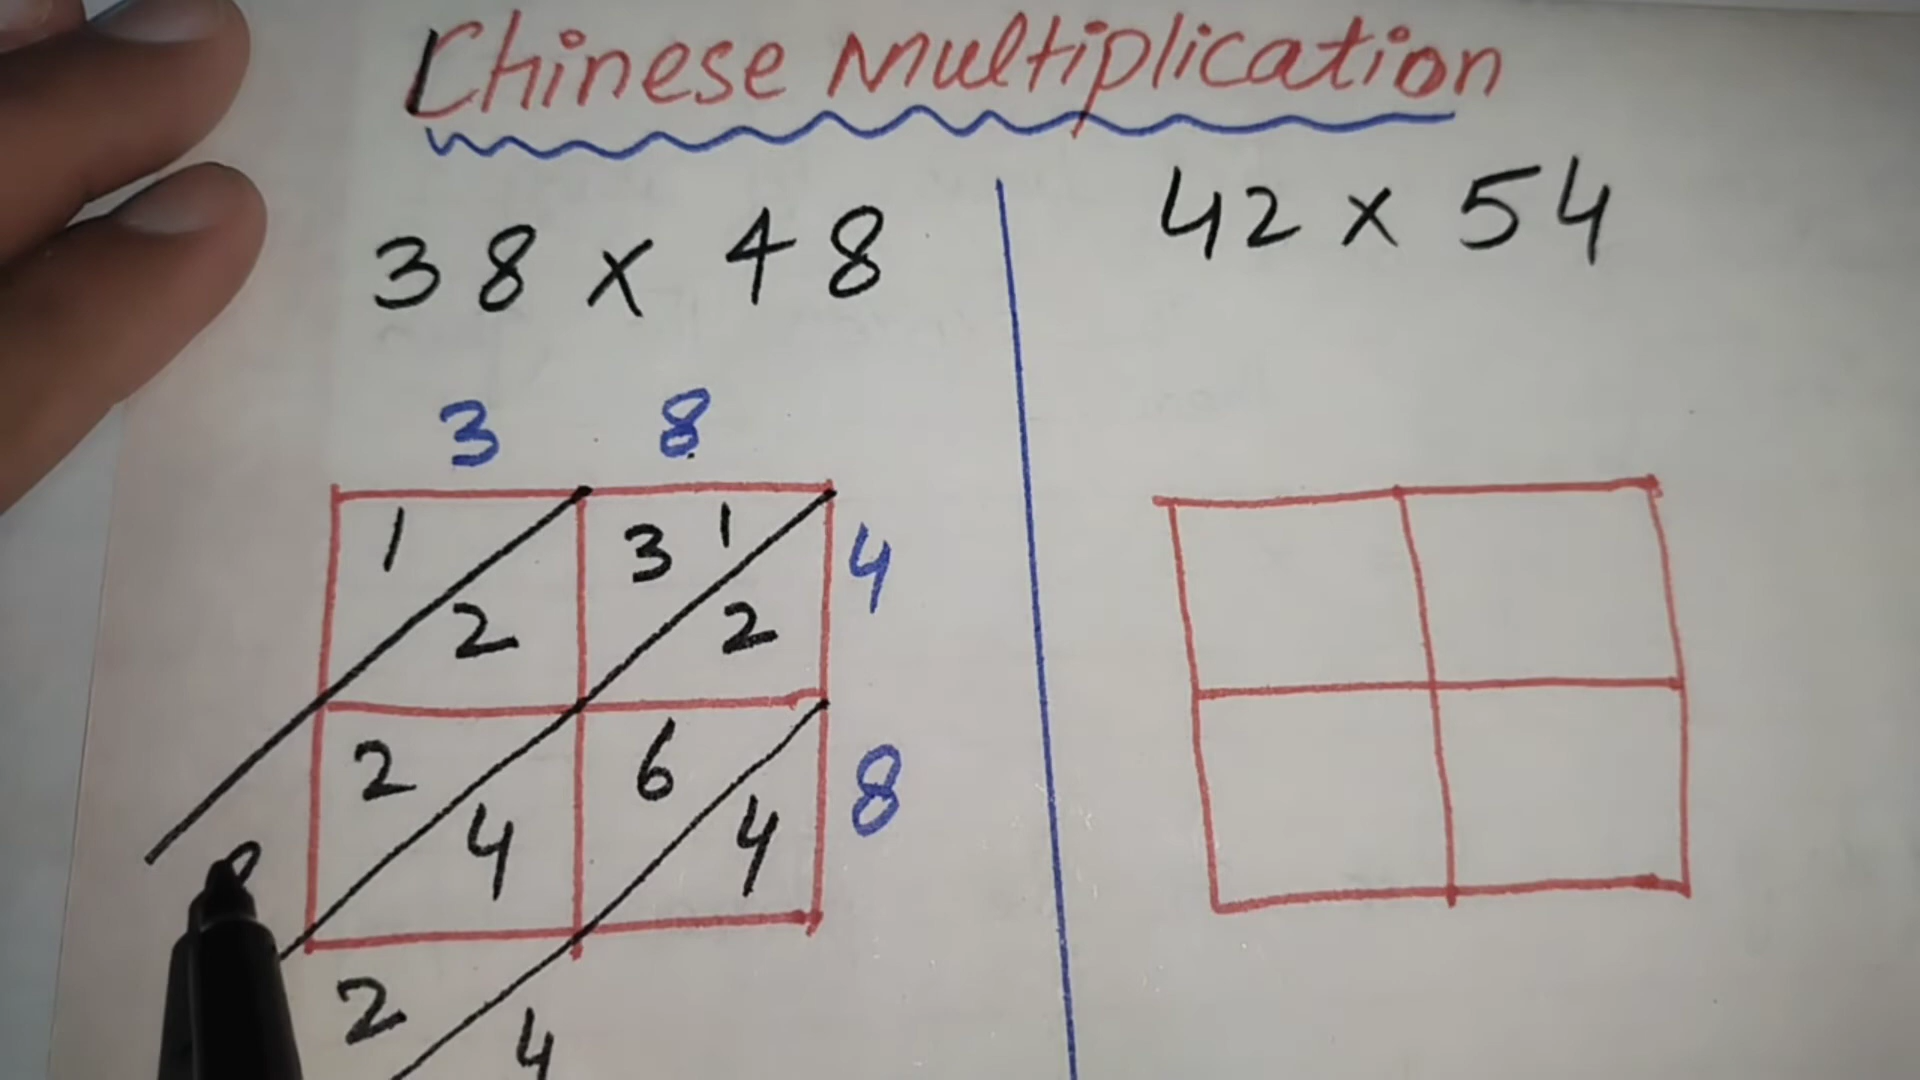 Chinese Multiplication
38 x 48
42 x 54
3 8
1 3 1 4
2 2
2 6 8
4 4
8
2
4